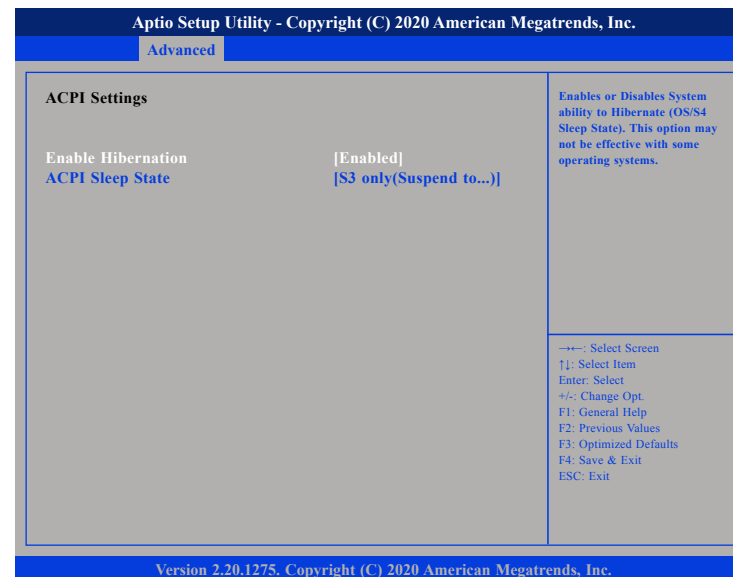 Aptio Setup Utility - Copyright (C) 2020 American Megatrends, Inc.
Advanced
ACPI Settings
Enable Hibernation [Enabled]
ACPI Sleep State [S3 only(Suspend to...)]
Enables or Disables System
ability to Hibernate (OS/S4
Sleep State). This option may
not be effective with some
operating systems.
→←: Select Screen
↑↓: Select Item
Enter: Select
+/-: Change Opt.
F1: General Help
F2: Previous Values
F3: Optimized Defaults
F4: Save & Exit
ESC: Exit
Version 2.20.1275. Copyright (C) 2020 American Megatrends, Inc.